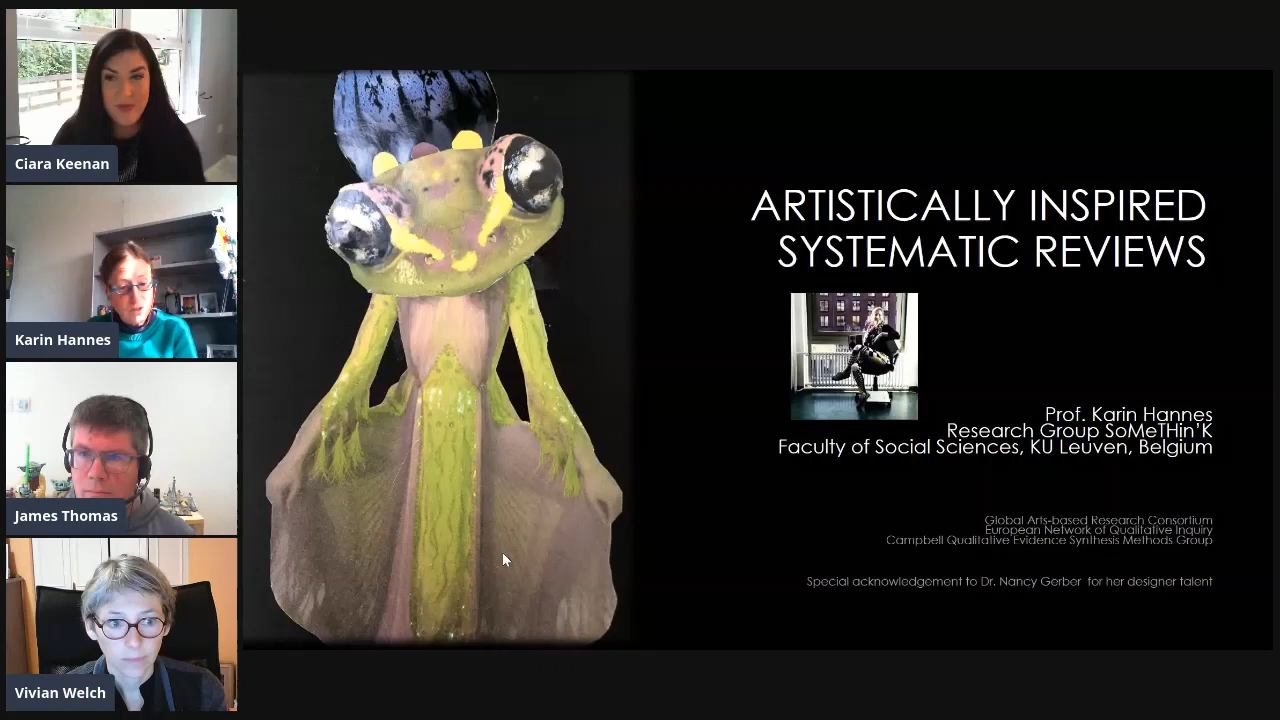 Ciara Keenan
Karin Hannes
James Thomas
Vivian Welch
ARTISTICALLY INSPIRED
SYSTEMATIC REVIEWS
Prof. Karin Hannes
Research Group SoMeTHin'K
Faculty of Social Sciences, KU Leuven, Belgium
Global Arts-based Research Consortium
European Network of Qualitative Inquiry
Campbell Qualitative Evidence Synthesis Methods Group
Special acknowledgement to Dr. Nancy Gerber for her designer talent